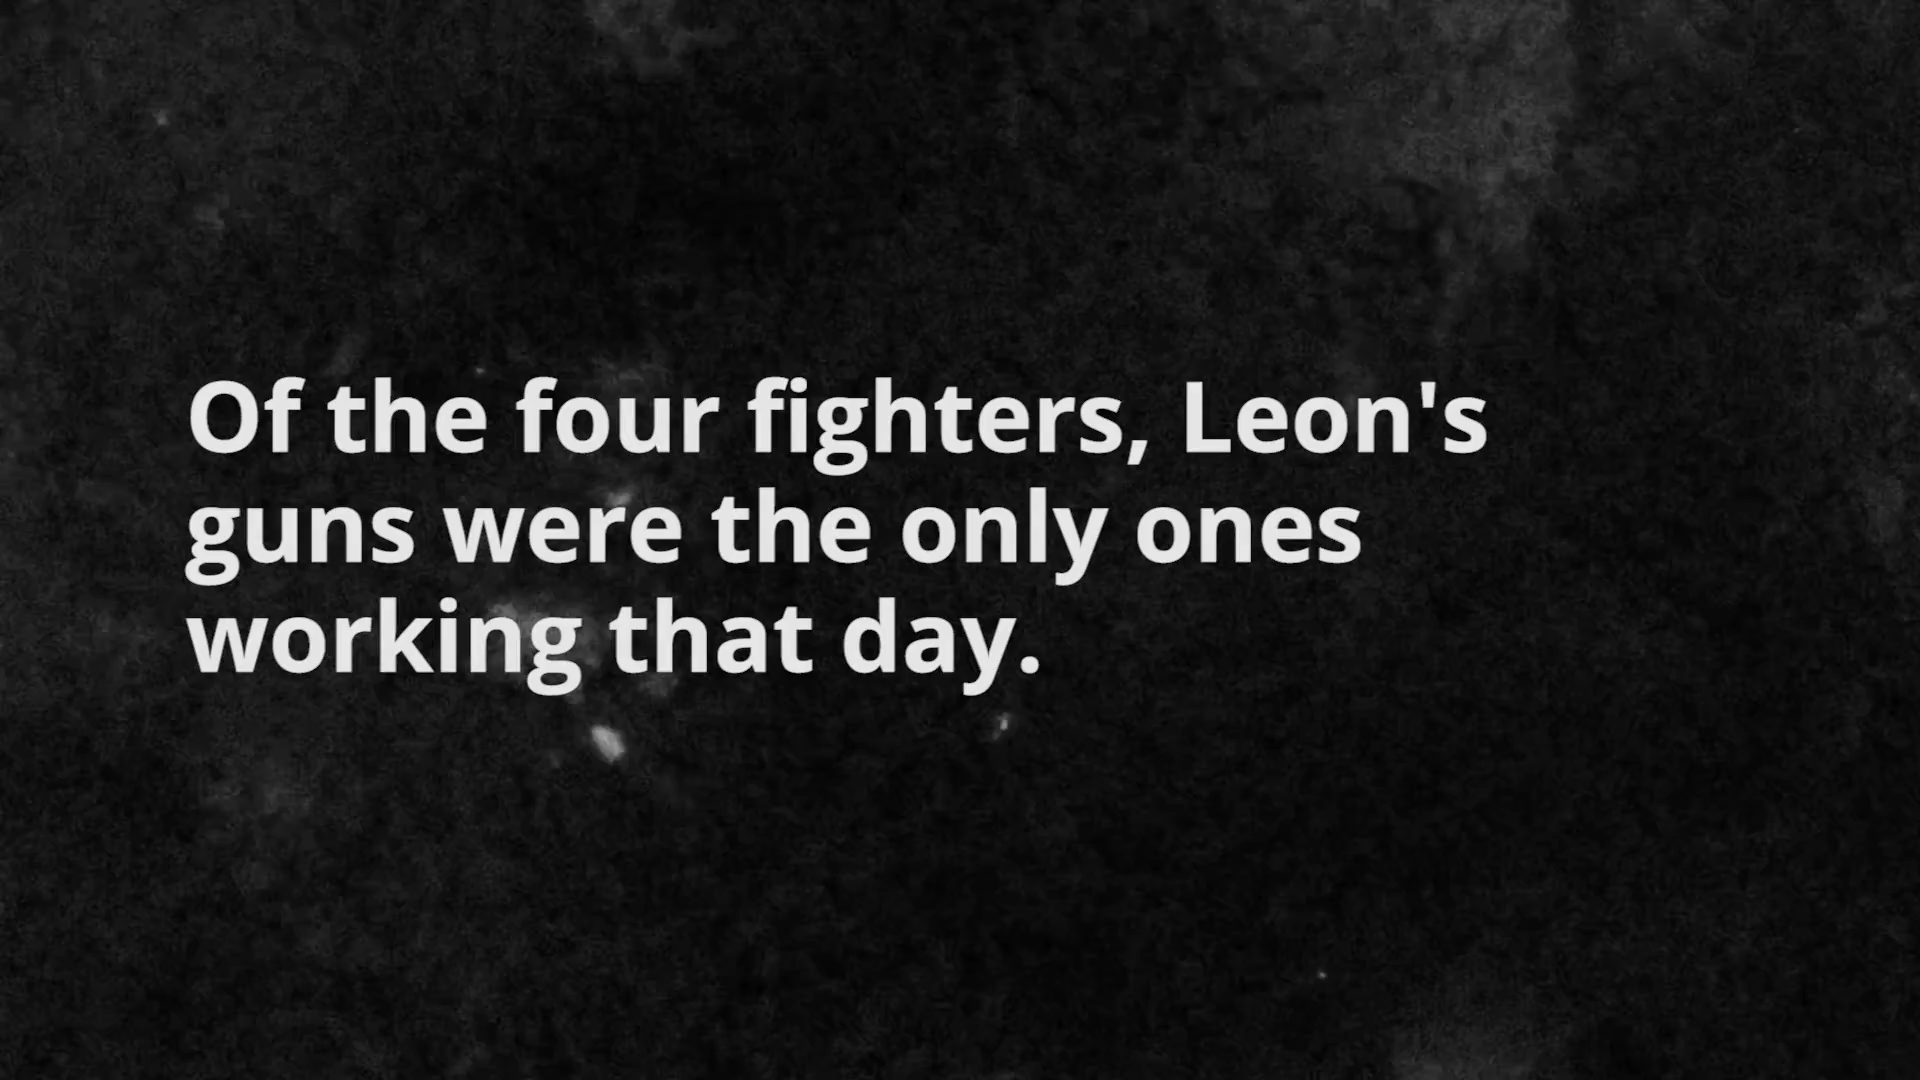 Of the four fighters, Leon's
guns were the only ones
working that day.